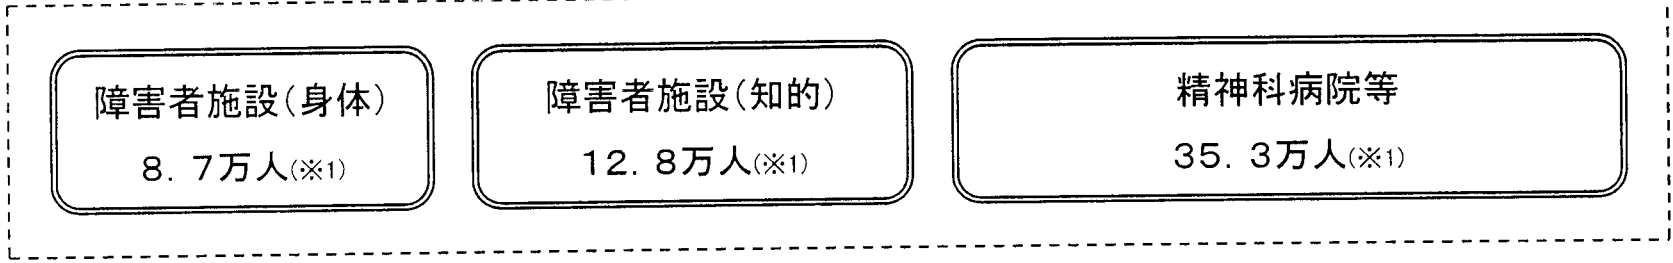 障害者施設（身体）
８．７万人（※1）
障害者施設（知的）
１２．８万人（※1）
精神科病院等
３５．３万人（※1）